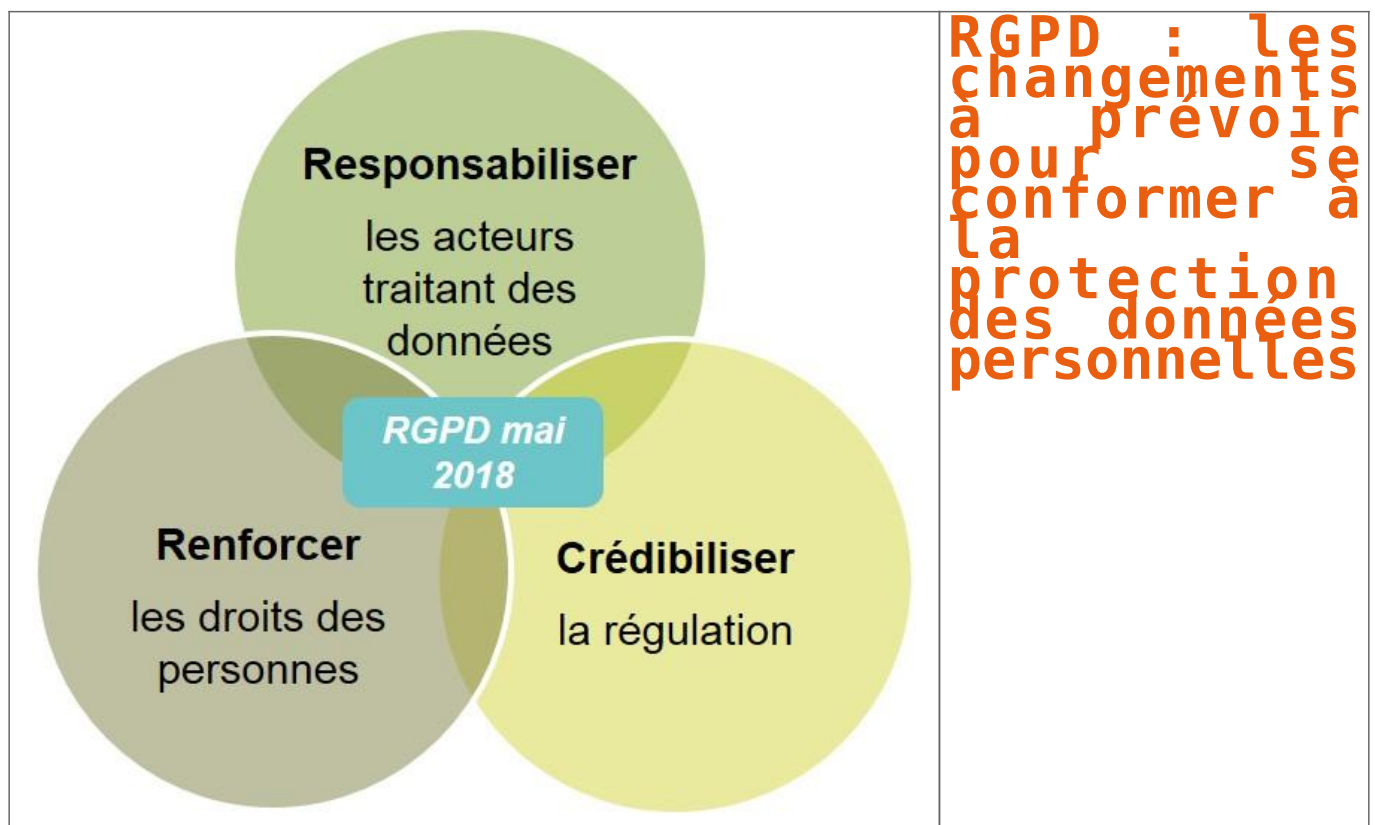 Responsabiliser
les acteurs
traitant des
données
RGPD mai
2018
Renforcer
les droits des
personnes
Crédibiliser
la régulation
RGPD : les
changements
à prévoir
pour se
conformer à
la
protection
des données
personnelles